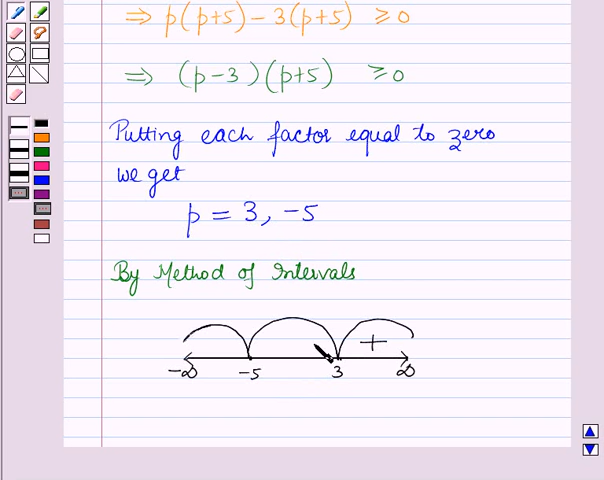 ⇒ p(p+5) - 3(p+5) ≥ 0
⇒ (p-3)(p+5) ≥ 0
Putting each factor equal to zero
we get
p = 3, -5
By Method of Intervals
+
-∞ -5 3 ∞